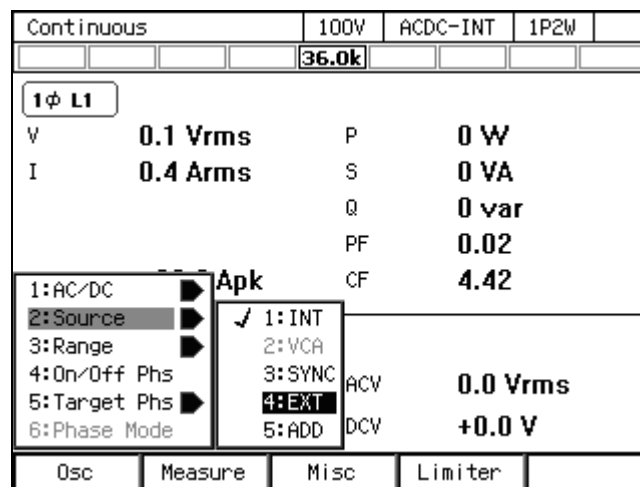 Continuous 100V ACDC-INT 1P2W
36.0k
1ϕ L1
V 0.1 Vrms P 0 W
I 0.4 Arms S 0 VA
Q 0 var
PF 0.02
Apk CF 4.42
1:AC/DC
2:Source
3:Range
4:On/Off Phs
5:Target Phs
6:Phase Mode
✓ 1:INT
2:VCA
3:SYNC
4:EXT
5:ADD
ACV 0.0 Vrms
DCV +0.0 V
Osc Measure Misc Limiter